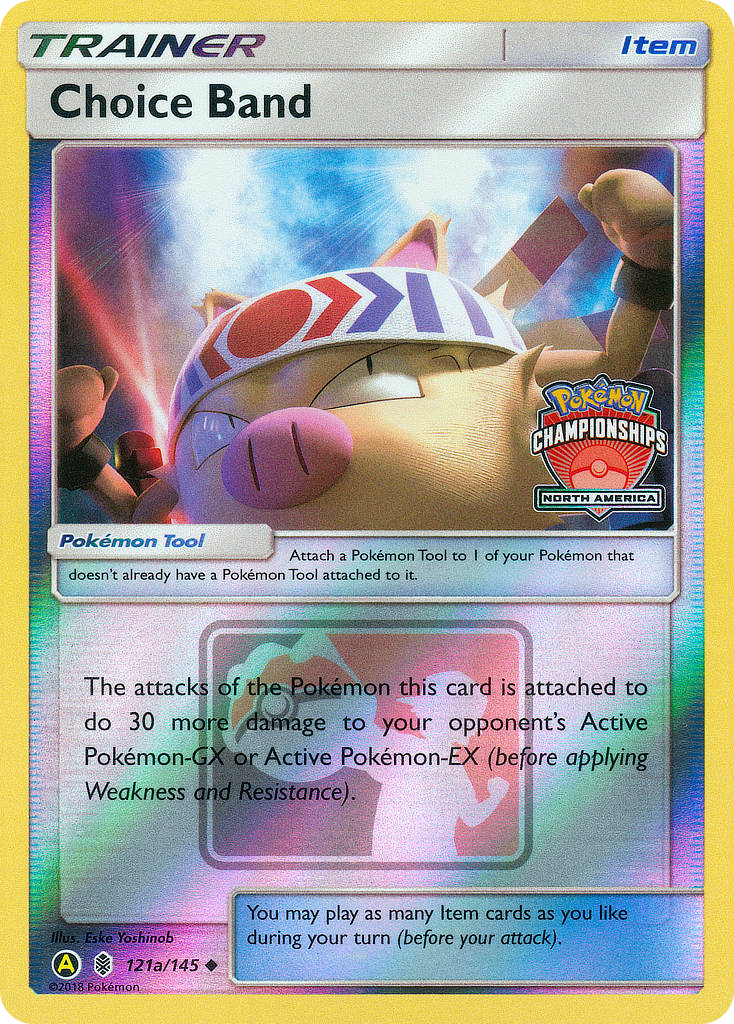 TRAINER
Item
Choice Band
Pokémon
CHAMPIONSHIPS
NORTH AMERICA
Pokémon Tool
Attach a Pokémon Tool to 1 of your Pokémon that
doesn't already have a Pokémon Tool attached to it.
The attacks of the Pokémon this card is attached to
do 30 more damage to your opponent's Active
Pokémon-GX or Active Pokémon-EX (before applying
Weakness and Resistance).
You may play as many Item cards as you like
during your turn (before your attack).
Illus. Eske Yoshinob
A
121a/145
©2018 Pokémon